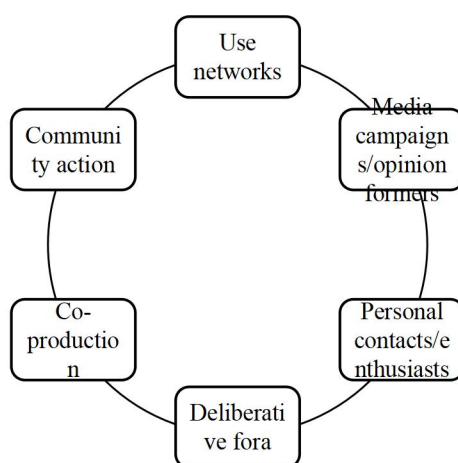 Use
networks
Media
campaign
s/opinion
formers
Personal
contacts/e
nthusiasts
Deliberati
ve fora
Co-
productio
n
Communi
ty action